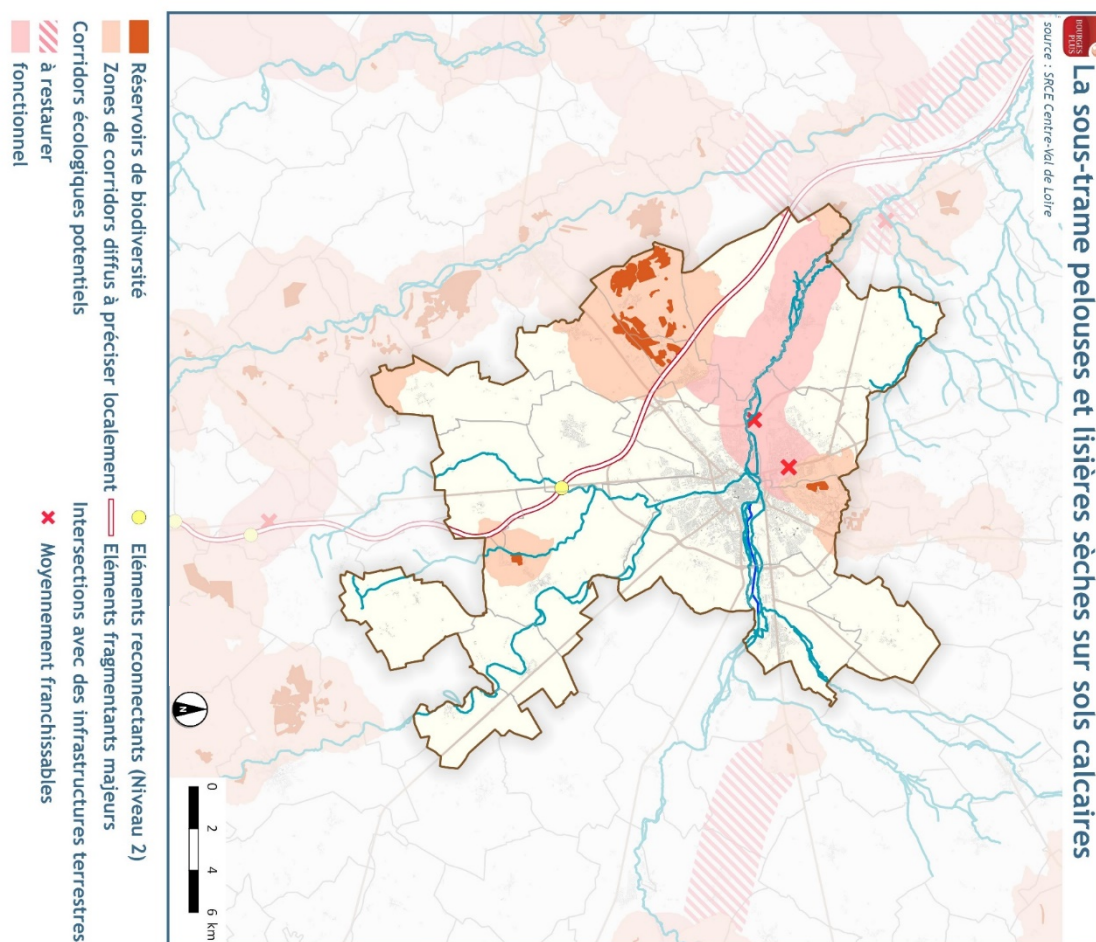 BOURGES
PLUS
La sous-trame pelouses et lisières sèches sur sols calcaires
source : SRCE Centre-Val de Loire
N
0 2 4 6 km
Réservoirs de biodiversité
Zones de corridors diffus à préciser localement
Corridors écologiques potentiels
à restaurer
fonctionnel
Eléments reconnectants (Niveau 2)
Eléments fragmentants majeurs
Intersections avec des infrastructures terrestres
Moyennement franchissables